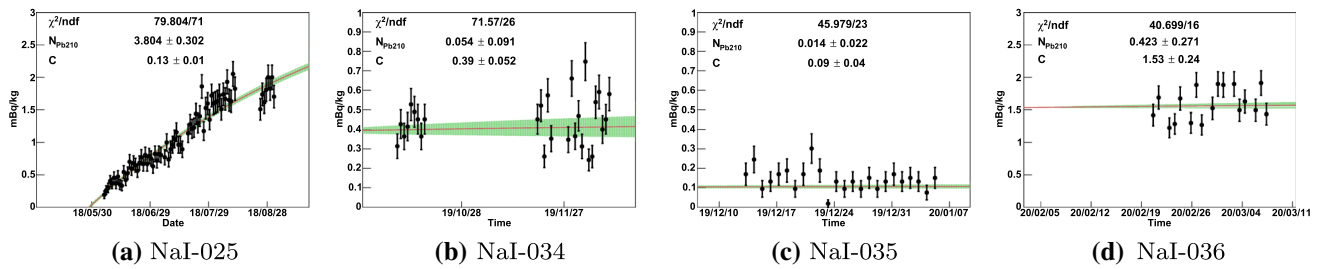 χ²/ndf 79.804/71
N_Pb210 3.804 ± 0.302
C 0.13 ± 0.01
mBq/kg
3
2.5
2
1.5
1
0.5
0
18/05/30 18/06/29 18/07/29 18/08/28
Date
(a) NaI-025
χ²/ndf 71.57/26
N_Pb210 0.054 ± 0.091
C 0.39 ± 0.052
mBq/kg
1
0.9
0.8
0.7
0.6
0.5
0.4
0.3
0.2
0.1
0
19/10/28 19/11/27
Time
(b) NaI-034
χ²/ndf 45.979/23
N_Pb210 0.014 ± 0.022
C 0.09 ± 0.04
mBq/kg
1
0.9
0.8
0.7
0.6
0.5
0.4
0.3
0.2
0.1
0
19/12/10 19/12/17 19/12/24 19/12/31 20/01/07
Time
(c) NaI-035
χ²/ndf 40.699/16
N_Pb210 0.423 ± 0.271
C 1.53 ± 0.24
mBq/kg
3
2.5
2
1.5
1
0.5
0
20/02/05 20/02/12 20/02/19 20/02/26 20/03/04 20/03/11
Time
(d) NaI-036